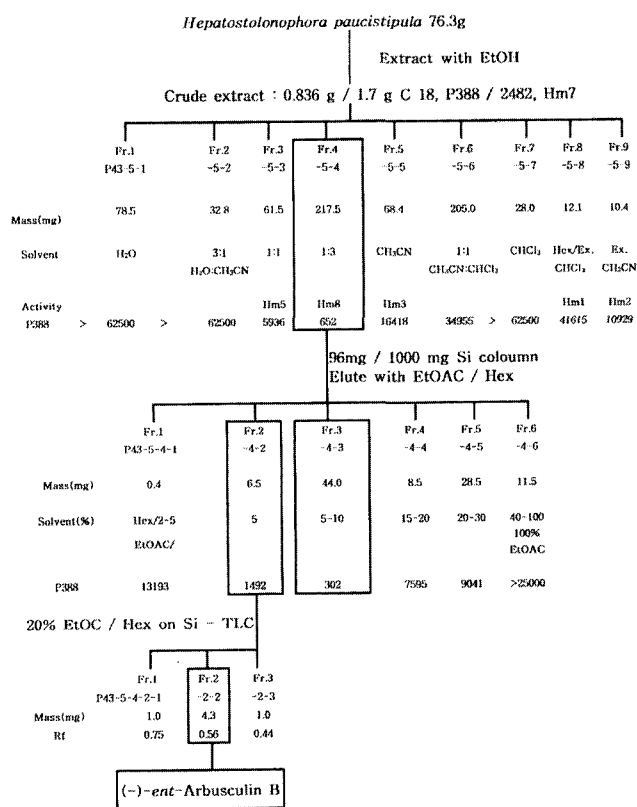 Hepatostolonophora paucistipula 76.3g
Extract with EtOH
Crude extract : 0.836 g / 1.7 g C 18, P388 / 2482, Hm7
Fr.1 Fr.2 Fr.3 Fr.4 Fr.5 Fr.6 Fr.7 Fr.8 Fr.9
P43-5-1 -5-2 -5-3 -5-4 -5-5 -5-6 -5-7 -5-8 -5-9
Mass(mg) 78.5 32.8 61.5 217.5 68.4 205.0 28.0 12.1 10.4
Solvent H₂O 3:1 1:1 1:3 CH₃CN 1:1 CHCl₃ Hex/Ex. Ex.
H₂O:CH₃CN CH₃CN:CHCl₃ CHCl₃ CH₃CN
Activity Hm5 Hm8 Hm3 Hm1 Hm2
P388 > 62500 > 62500 5936 652 16418 34955 > 62500 41615 10929
96mg / 1000 mg Si coloumn
Elute with EtOAC / Hex
Fr.1 Fr.2 Fr.3 Fr.4 Fr.5 Fr.6
P43-5-4-1 -4-2 -4-3 -4-4 -4-5 -4-6
Mass(mg) 0.4 6.5 44.0 8.5 28.5 11.5
Solvent(%) Hex/2-5 5 5-10 15-20 20-30 40-100
EtOAC/ 100%
EtOAC
P388 13193 1492 302 7595 9041 >25000
20% EtOC / Hex on Si - TLC
Fr.1 Fr.2 Fr.3
P43-5-4-2-1 -2-2 -2-3
Mass(mg) 1.0 4.3 1.0
Rf 0.75 0.56 0.44
(-)-ent-Arbusculin B